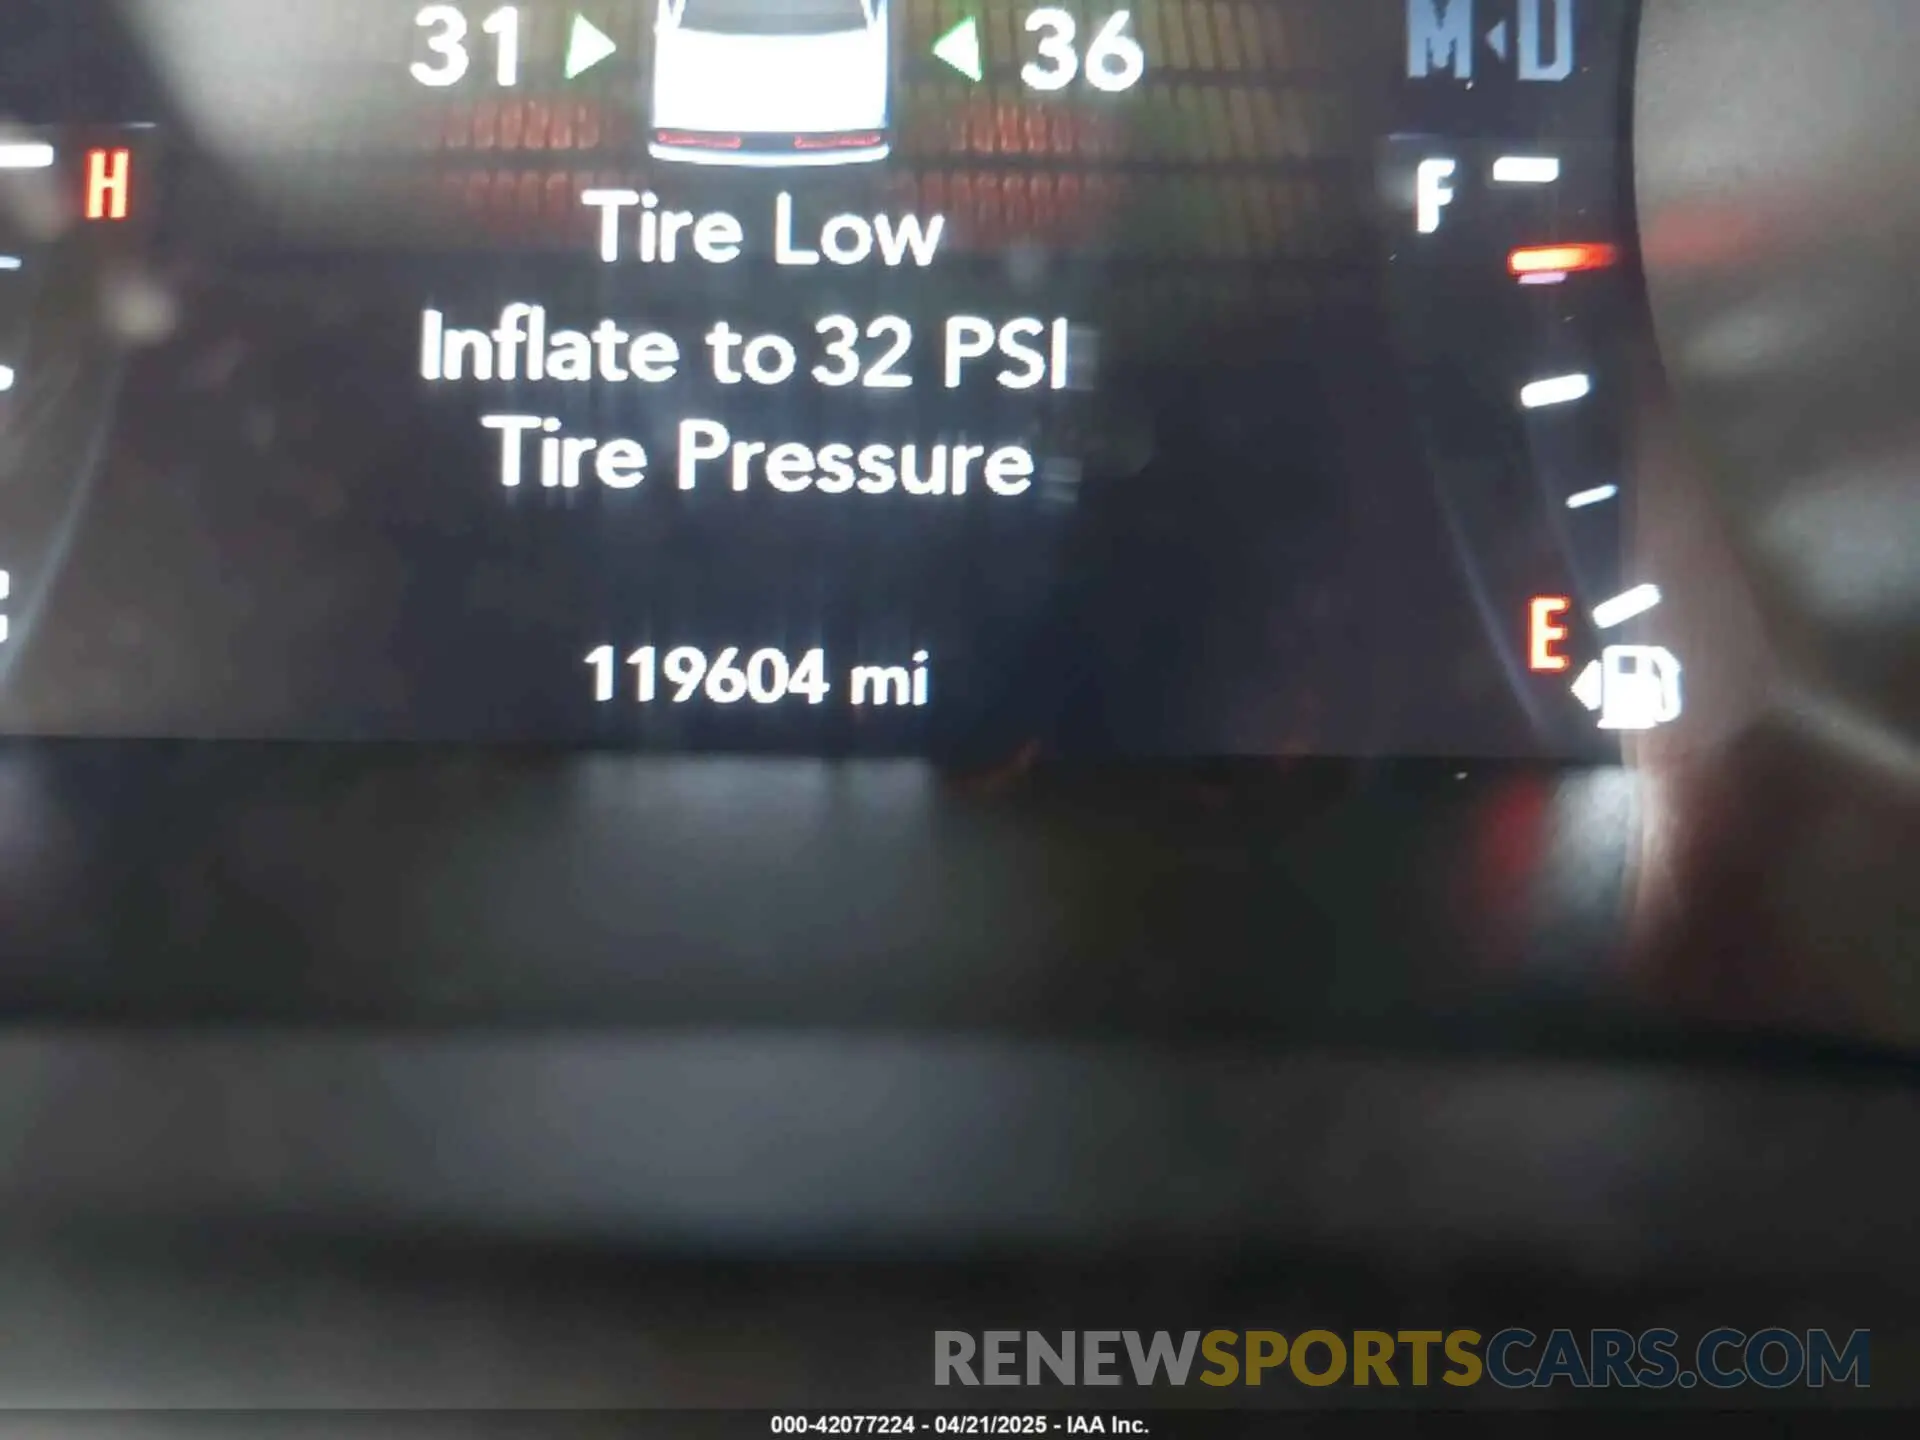 31 36 M D
H F
Tire Low
Inflate to 32 PSI
Tire Pressure
E
119604 mi
RENEWSPORTSCARS.COM
000-42077224 - 04/21/2025 - IAA Inc.